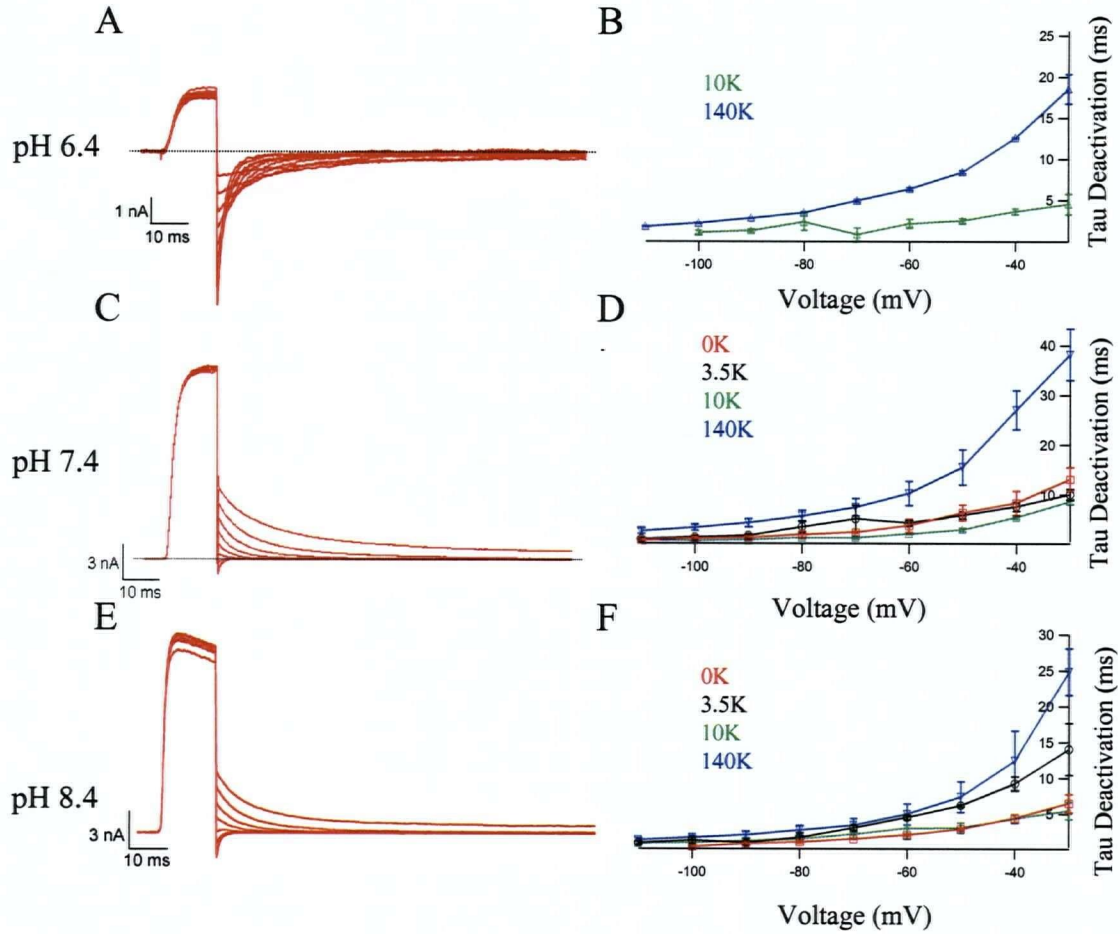 A
pH 6.4
1 nA
10 ms
B
10K
140K
25
20
15
10
5
-100
-80
-60
-40
Voltage (mV)
Tau Deactivation (ms)
C
pH 7.4
3 nA
10 ms
D
0K
3.5K
10K
140K
40
30
20
10
-100
-80
-60
-40
Voltage (mV)
Tau Deactivation (ms)
E
pH 8.4
3 nA
10 ms
F
0K
3.5K
10K
140K
30
25
20
15
10
5
-100
-80
-60
-40
Voltage (mV)
Tau Deactivation (ms)